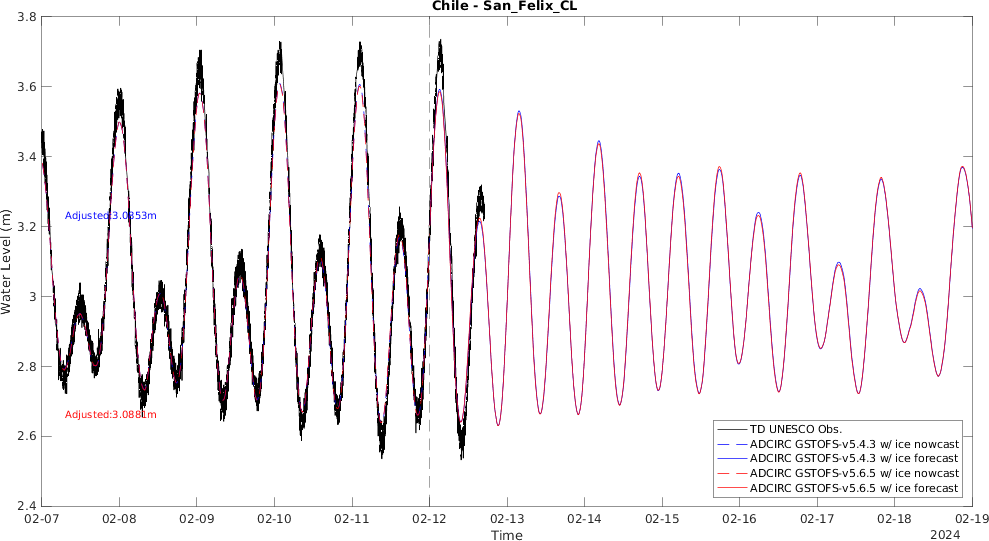 Chile - San_Felix_CL
3.8
3.6
3.4
3.2
3
2.8
2.6
2.4
Water Level (m)
Adjusted:3.0353m
Adjusted:3.0881m
TD UNESCO Obs.
ADCIRC GSTOFS-v5.4.3 w/ ice nowcast
ADCIRC GSTOFS-v5.4.3 w/ ice forecast
ADCIRC GSTOFS-v5.6.5 w/ ice nowcast
ADCIRC GSTOFS-v5.6.5 w/ ice forecast
02-07 02-08 02-09 02-10 02-11 02-12 02-13 02-14 02-15 02-16 02-17 02-18 02-19
Time
2024